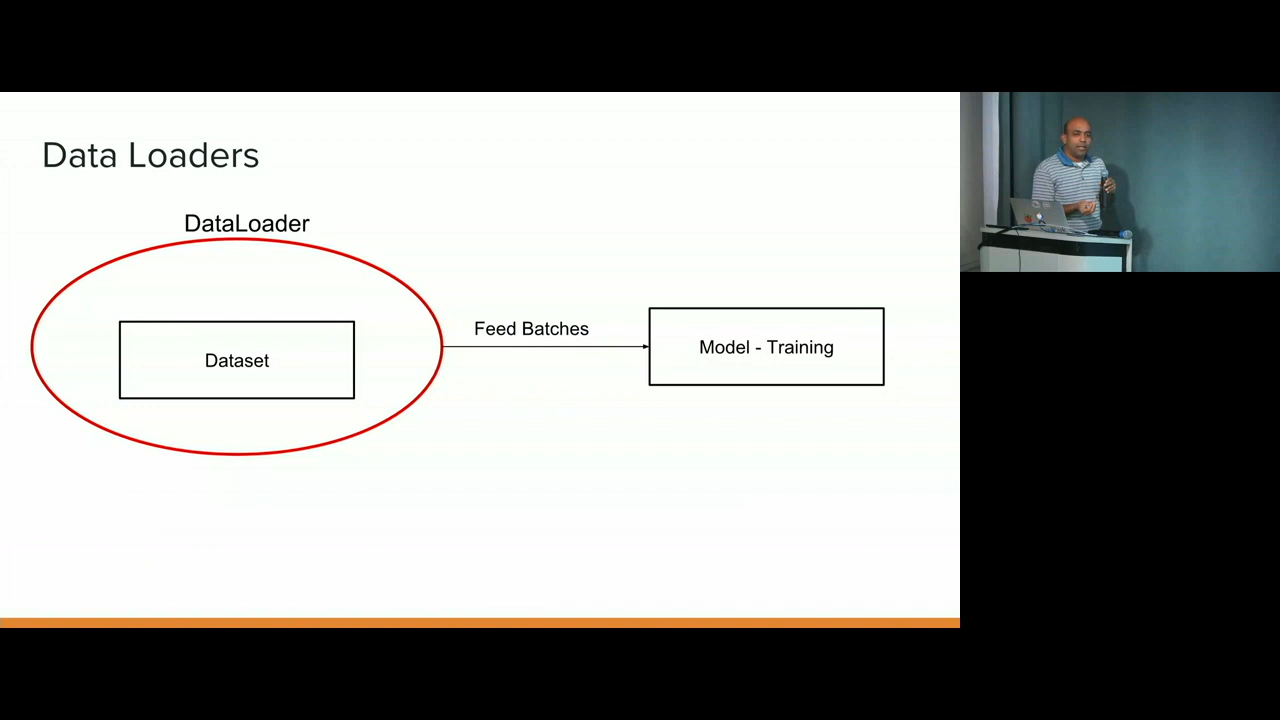 Data Loaders
DataLoader
Feed Batches
Dataset
Model - Training